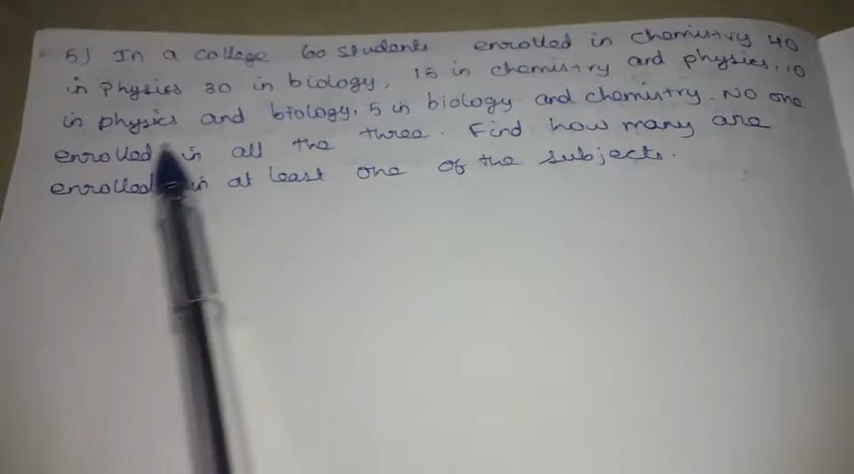 5) In a college 60 students enrolled in chemistry 40
in physics 30 in biology, 15 in chemistry and physics, 10
in physics and biology, 5 in biology and chemistry. No one
enrolled in all the three. Find how many are
enrolled in at least one of the subjects.